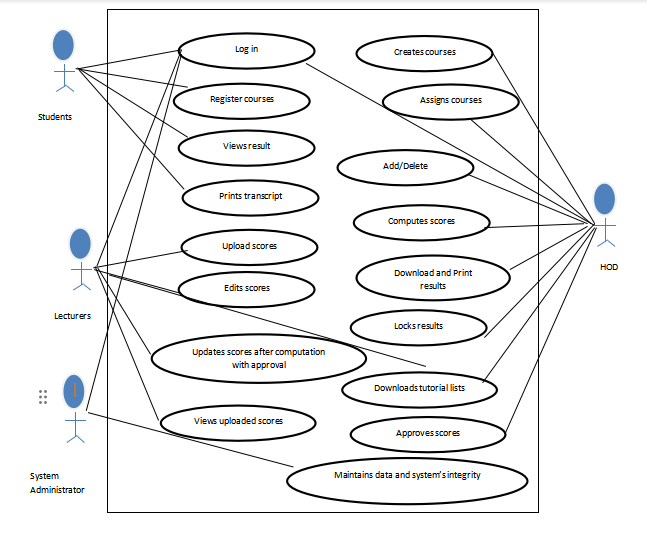 Log in
Creates courses
Register courses
Assigns courses
Students
Views result
Add/Delete
Prints transcript
Computes scores
Upload scores
HOD
Download and Print
results
Edits scores
Lecturers
Locks results
Updates scores after computation
with approval
Downloads tutorial lists
Views uploaded scores
Approves scores
System
Administrator
Maintains data and system's integrity